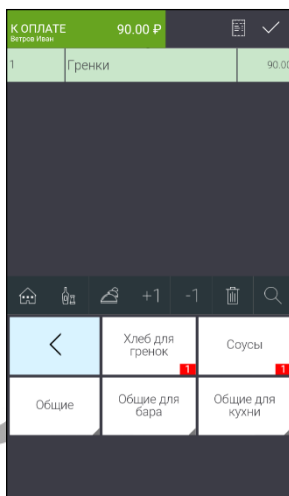 К ОПЛАТЕ 90.00 ₽
Ветров Иван
1 Гренки 90.00
+1 -1
Хлеб для
гренок
1
Соусы
1
Общие
Общие для
бара
Общие для
кухни